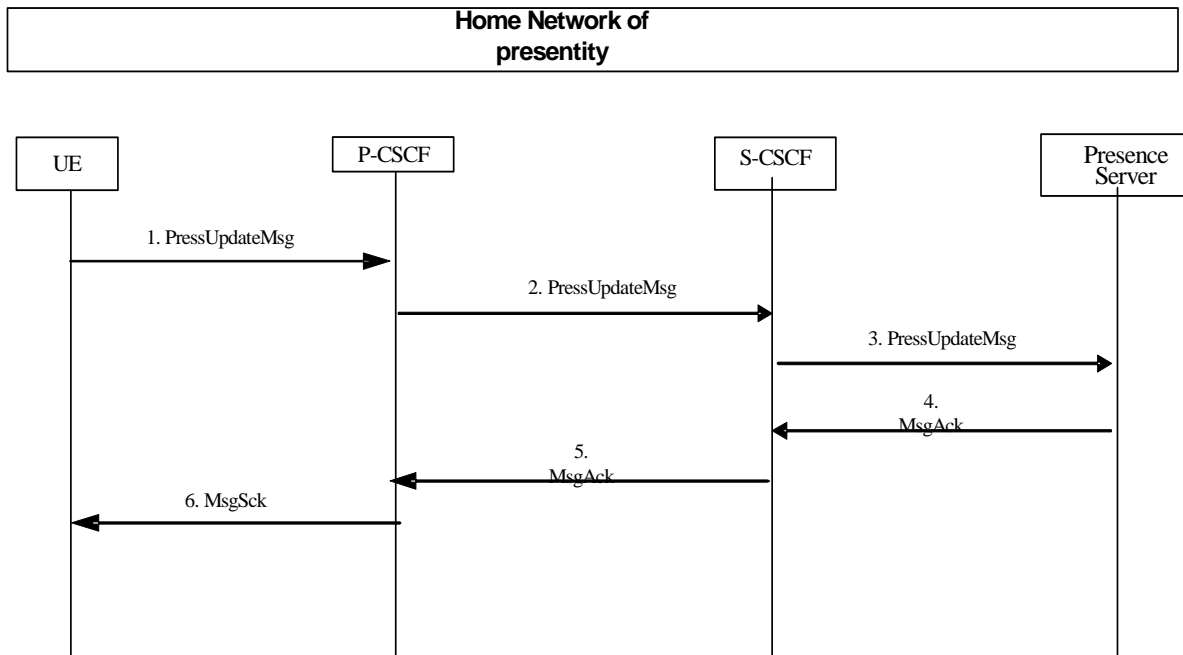 Home Network of
presentity
UE
P-CSCF
S-CSCF
Presence
Server
1. PressUpdateMsg
2. PressUpdateMsg
3. PressUpdateMsg
4.
MsgAck
5.
MsgAck
6. MsgSck